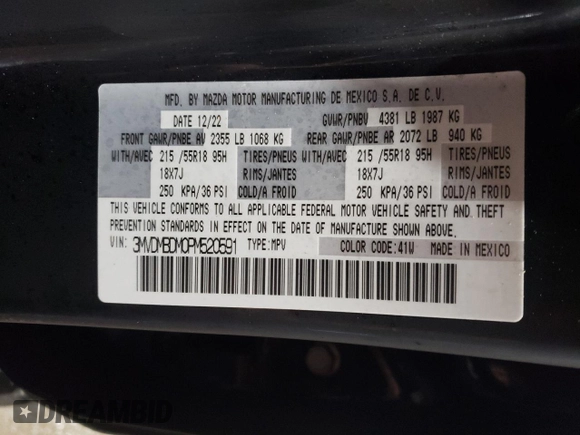 MFD. BY MAZDA MOTOR MANUFACTURING DE MEXICO S.A. DE C.V.
DATE 12/22 GVWR/PNBV 4381 LB 1987 KG
FRONT GAWR/PNBE AV 2355 LB 1068 KG REAR GAWR/PNBE AR 2072 LB 940 KG
WITH/AVEC 215 /55R18 95H TIRES/PNEUS WITH/AVEC 215 /55R18 95H TIRES/PNEUS
18X7J RIMS/JANTES 18X7J RIMS/JANTES
250 KPA/36 PSI COLD/A FROID 250 KPA/36 PSI COLD/A FROID
THIS VEHICLE CONFORMS TO ALL APPLICABLE FEDERAL MOTOR VEHICLE SAFETY AND. THEFT
PREVENTION STANDARDS IN EFFECT ON THE DATE OF MANUFACTURE SHOWN ABOVE.
VIN: 3MVDMBDM0PM520591 TYPE:MPV COLOR CODE:41W MADE IN MEXICO
DREAMBID